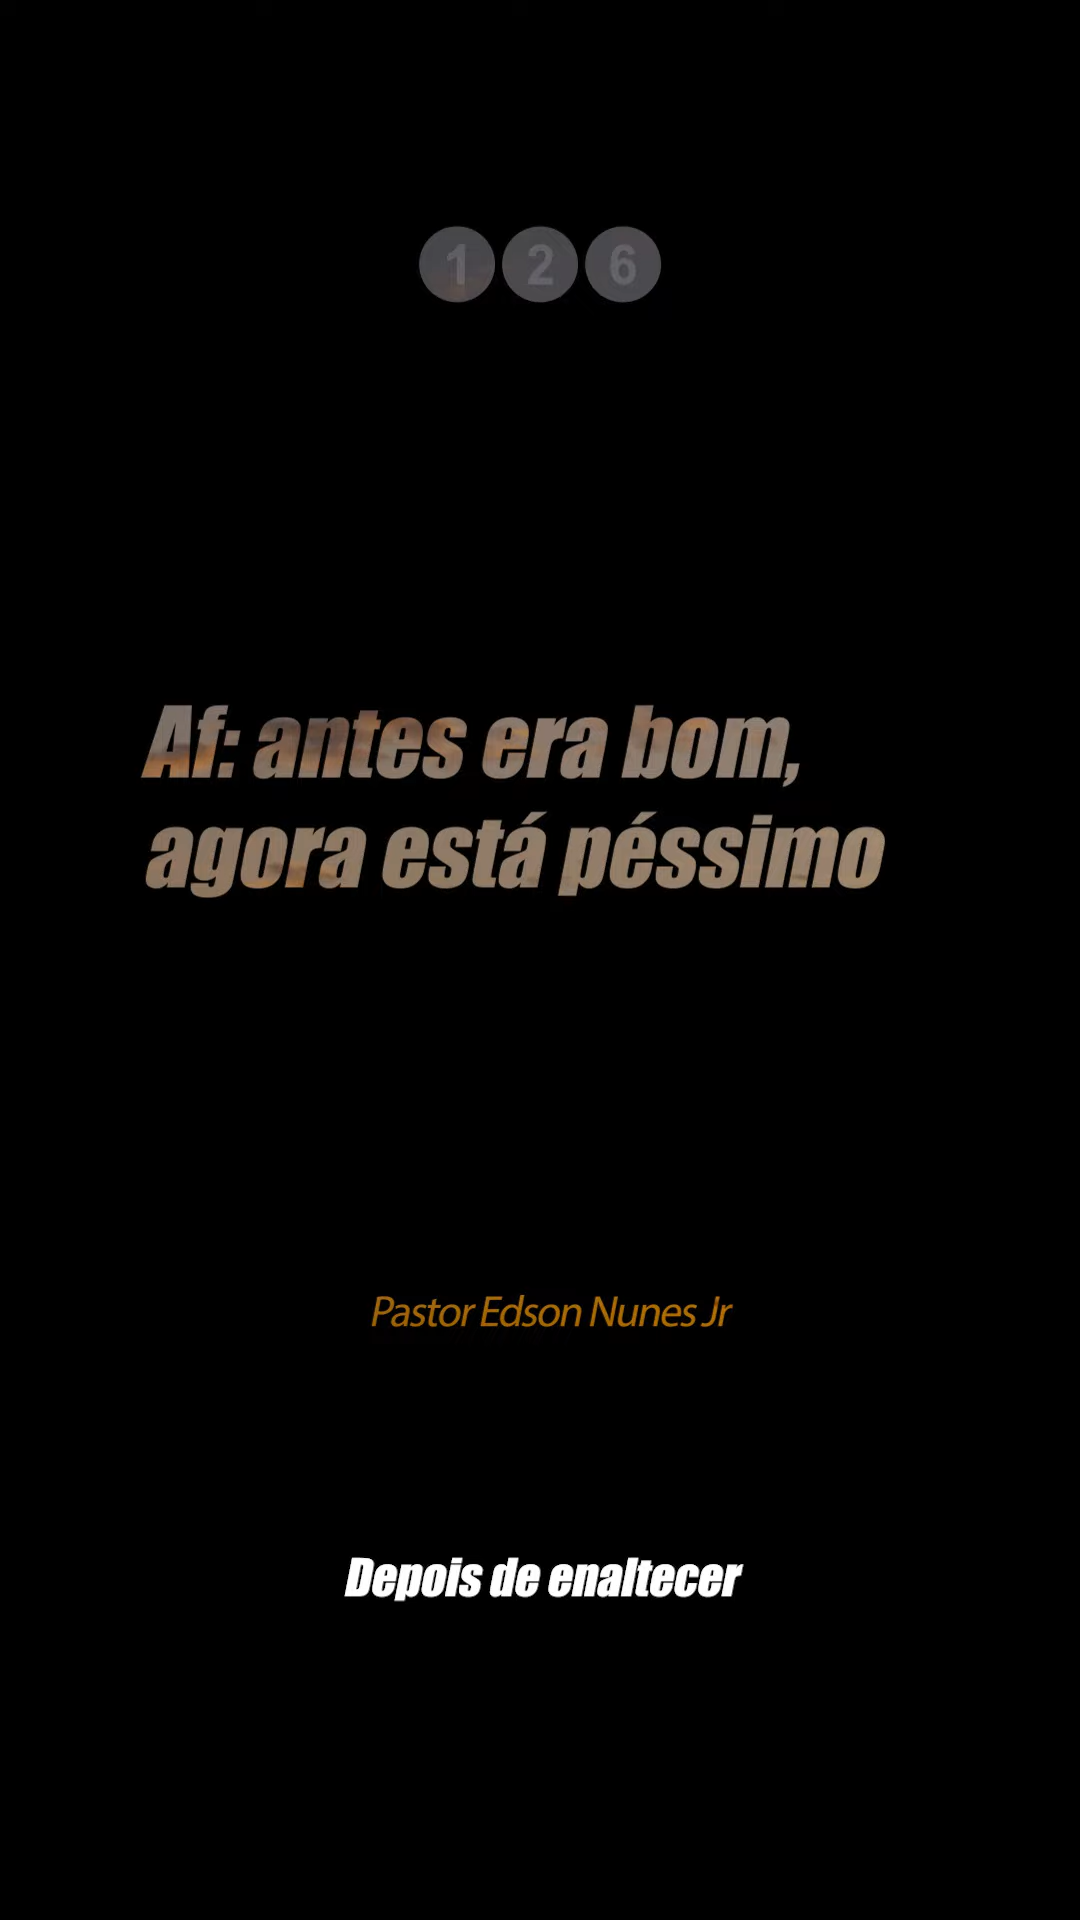 1 2 6
Af: antes era bom,
agora está péssimo
Pastor Edson Nunes Jr
Depois de enaltecer